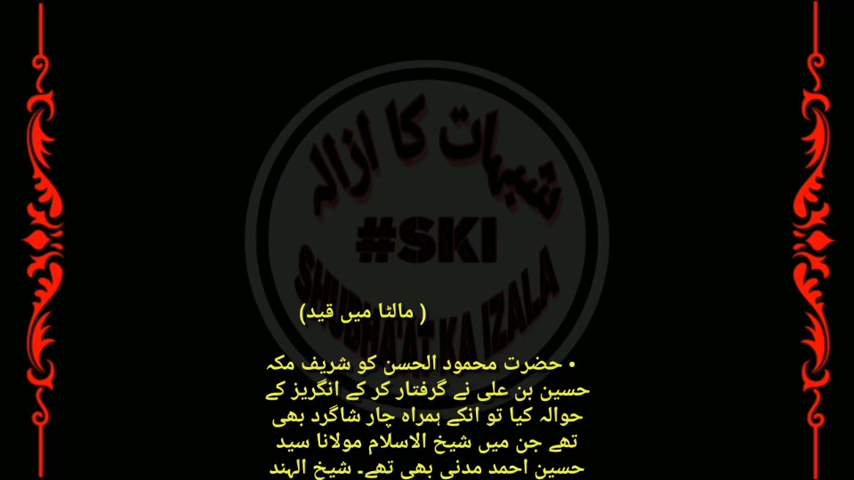 شبہات کا ازالہ
#SKI
SHUBHA'AT KA IZALA
( مالٹا میں قید)
• حضرت محمود الحسن کو شریف مکہ
حسین بن علی نے گرفتار کر کے انگریز کے
حوالہ کیا تو انکے ہمراہ چار شاگرد بھی
تھے جن میں شیخ الاسلام مولانا سید
حسین احمد مدنی بھی تھے۔ شیخ الہند